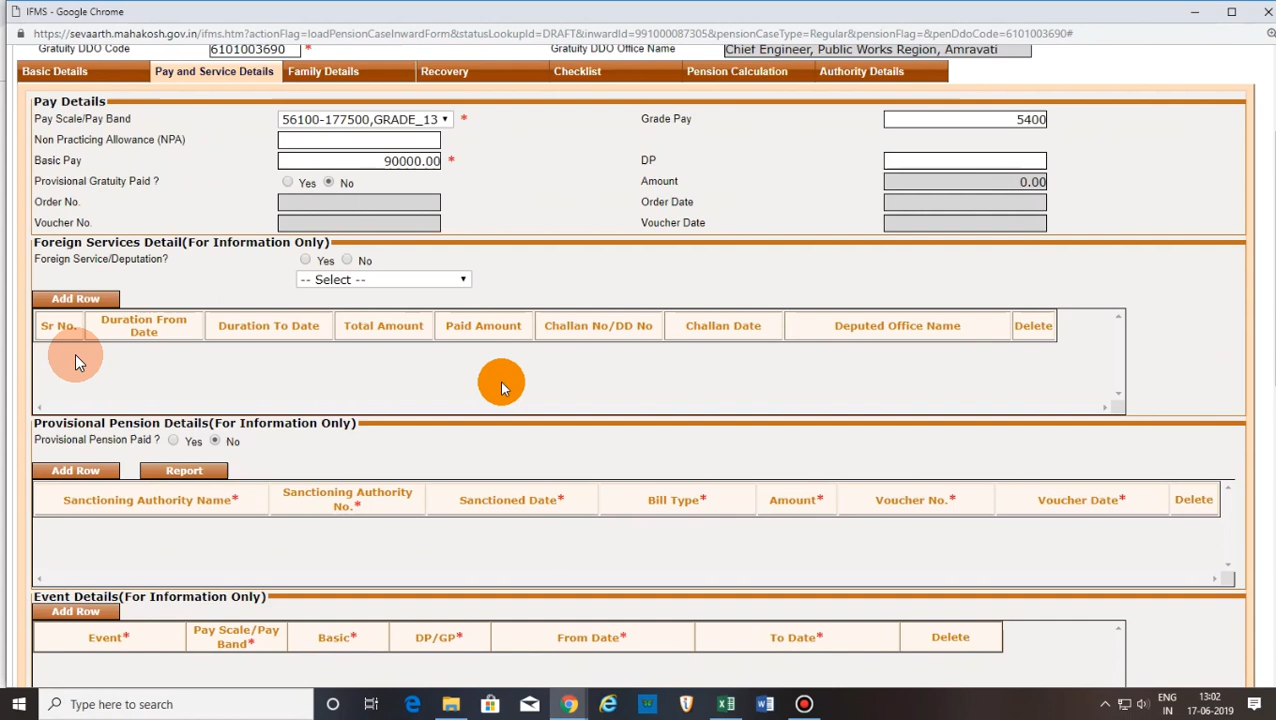 IFMS - Google Chrome
https://sevaarth.mahakosh.gov.in/ifms.htm?actionFlag=loadPensionCaseInwardForm&statusLookupId=DRAFT&inwardId=991000087305&pensionCaseType=Regular&pensionFlag=&penDdoCode=6101003690#
Gratuity DDO Code 6101003690 * Gratuity DDO Office Name Chief Engineer, Public Works Region, Amravati
Basic Details Pay and Service Details Family Details Recovery Checklist Pension Calculation Authority Details
Pay Details
Pay Scale/Pay Band 56100-177500,GRADE_13 * Grade Pay 5400
Non Practicing Allowance (NPA)
Basic Pay 90000.00 * DP
Provisional Gratuity Paid ? Yes No Amount 0.00
Order No. Order Date
Voucher No. Voucher Date
Foreign Services Detail(For Information Only)
Foreign Service/Deputation? Yes No
-- Select --
Add Row
Sr No. Duration From Date Duration To Date Total Amount Paid Amount Challan No/DD No Challan Date Deputed Office Name Delete
Provisional Pension Details(For Information Only)
Provisional Pension Paid ? Yes No
Add Row Report
Sanctioning Authority Name* Sanctioning Authority No.* Sanctioned Date* Bill Type* Amount* Voucher No.* Voucher Date* Delete
Event Details(For Information Only)
Add Row
Event* Pay Scale/Pay Band* Basic* DP/GP* From Date* To Date* Delete
Type here to search
ENG 13:02
IN 17-06-2019